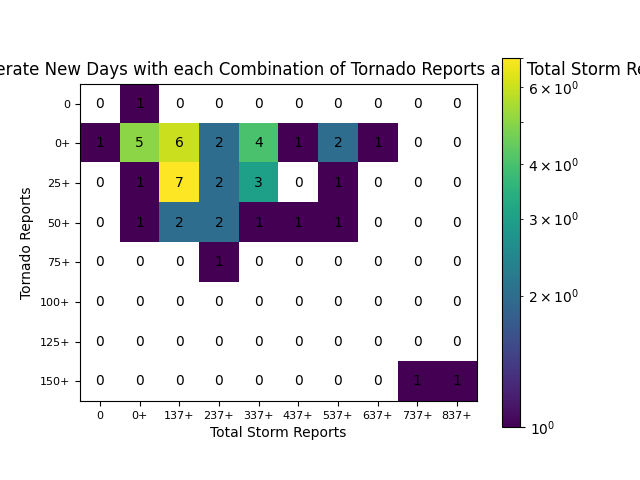 erate New Days with each Combination of Tornado Reports a Total Storm Re
0 0 1 0 0 0 0 0 0 0 0
0+ 1 5 6 2 4 1 2 1 0 0
25+ 0 1 7 2 3 0 1 0 0 0
50+ 0 1 2 2 1 1 1 0 0 0
75+ 0 0 0 1 0 0 0 0 0 0
100+ 0 0 0 0 0 0 0 0 0 0
125+ 0 0 0 0 0 0 0 0 0 0
150+ 0 0 0 0 0 0 0 0 1 1
0 0+ 137+ 237+ 337+ 437+ 537+ 637+ 737+ 837+
Total Storm Reports
Tornado Reports
6×10⁰
4×10⁰
3×10⁰
2×10⁰
10⁰